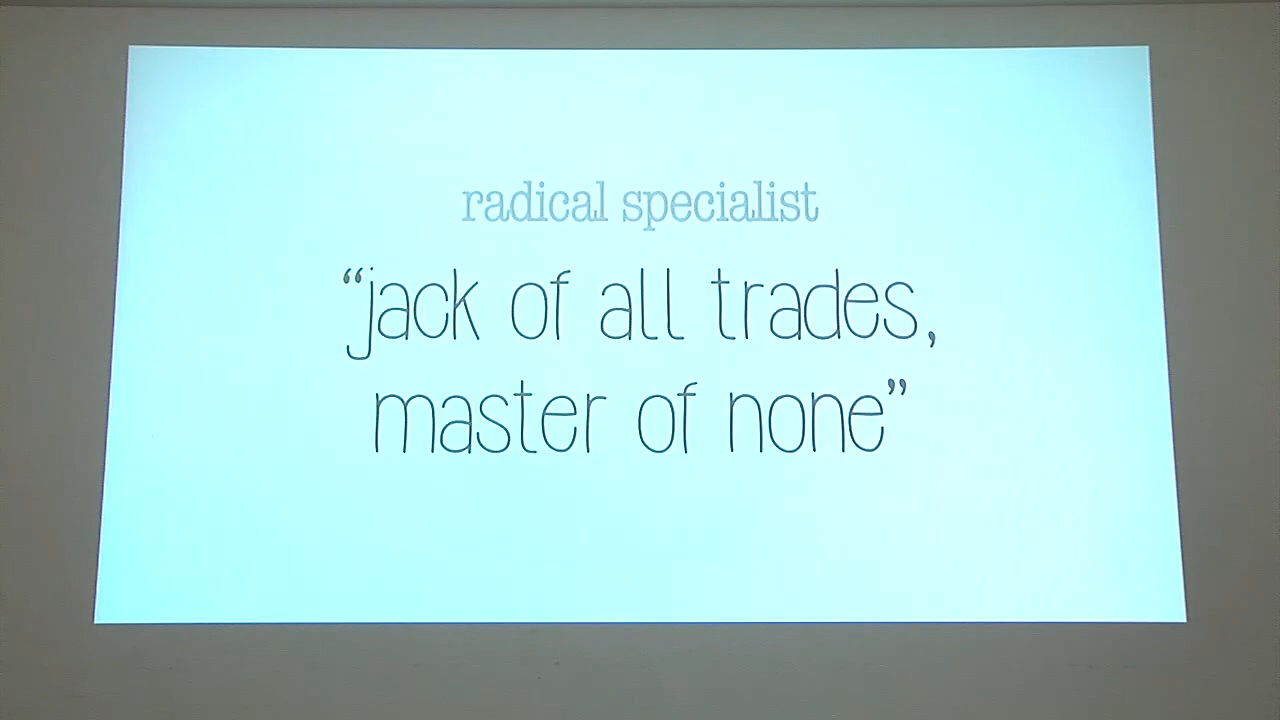 radical specialist
“jack of all trades,
master of none”